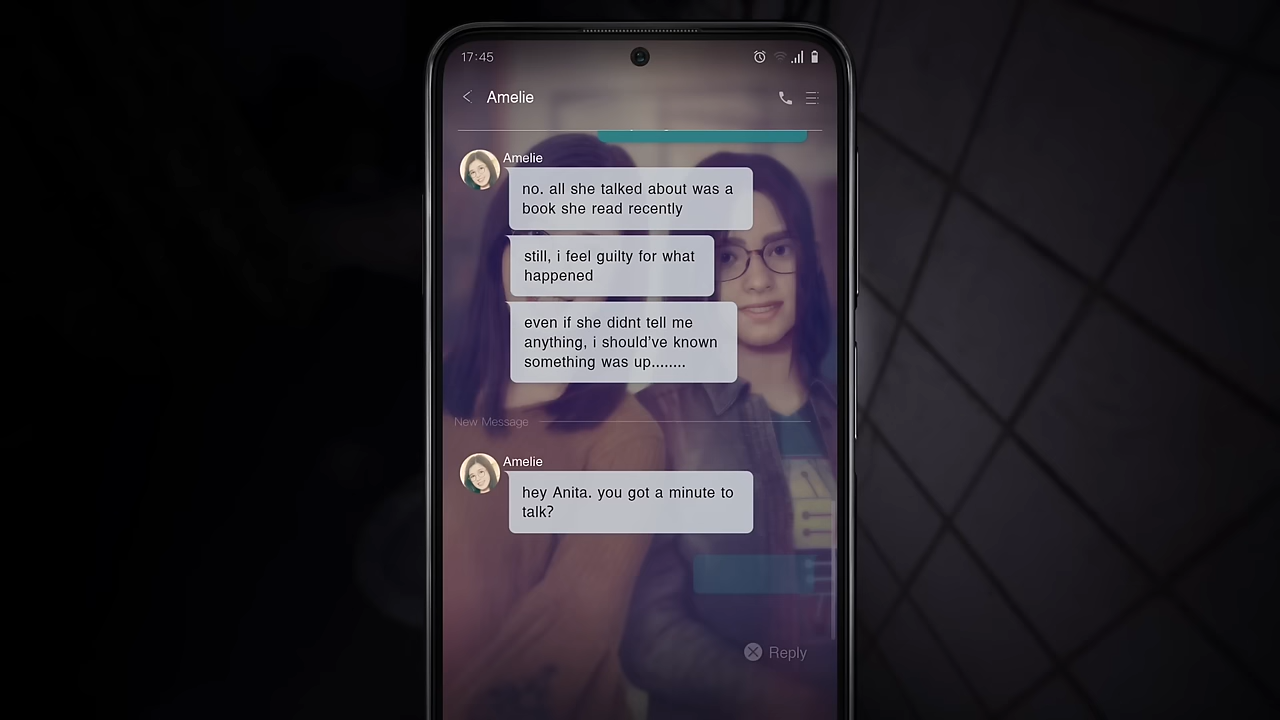 17:45
Amelie
Amelie
no. all she talked about was a
book she read recently
still, i feel guilty for what
happened
even if she didnt tell me
anything, i should've known
something was up........
New Message
Amelie
hey Anita. you got a minute to
talk?
Reply